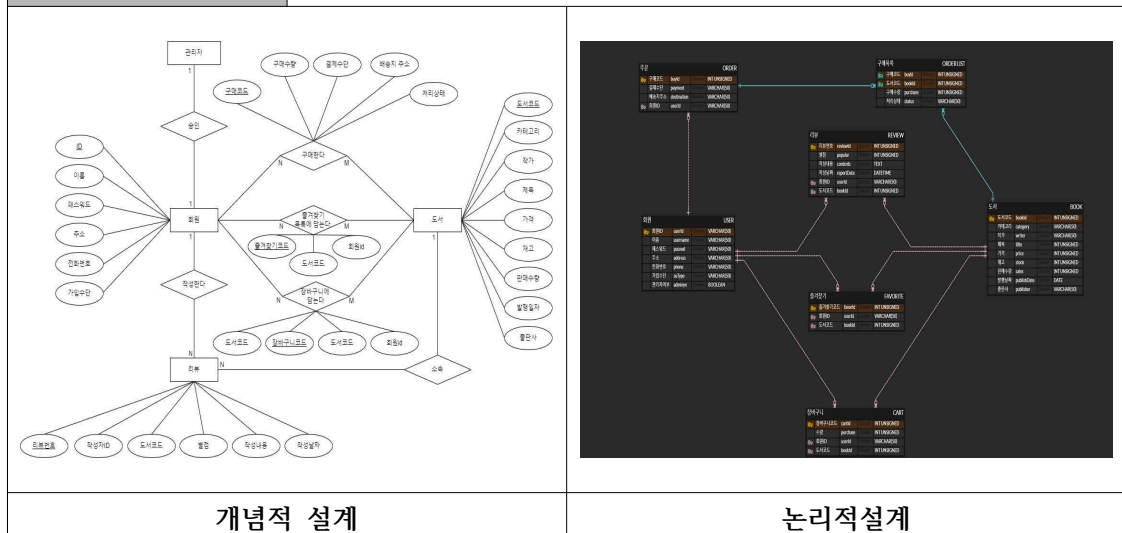 관리자
1
승인
N
구매수량
결제수단
배송지 주소
구매코드
처리상태
구매한다
N
M
ID
이름
패스워드
주소
전화번호
가입수단
회원
1
즐겨찾기
목록에 담는다
N
M
즐겨찾기코드
회원id
도서코드
장바구니에
담는다
N
M
도서코드
장바구니코드
도서코드
회원id
도서
1
도서코드
카테고리
작가
제목
가격
재고
판매수량
발행일자
출판사
작성한다
N
리뷰
N
소속
리뷰번호
작성자ID
도서코드
별점
작성내용
작성날자
주문 ORDER
구매코드 buyId INT UNSIGNED
결제수단 payment VARCHAR(50)
배송지주소 destination VARCHAR(50)
회원ID userId VARCHAR(50)
구매목록 ORDERLIST
구매코드 buyId INT UNSIGNED
도서코드 bookId INT UNSIGNED
구매수량 purchase INT UNSIGNED
처리상태 status VARCHAR(50)
리뷰 REVIEW
리뷰번호 reviewId INT UNSIGNED
별점 popular INT UNSIGNED
작성내용 contents TEXT
작성날짜 reportDate DATETIME
회원ID userId VARCHAR(50)
도서코드 bookId INT UNSIGNED
회원 USER
회원ID userId VARCHAR(50)
이름 username VARCHAR(50)
패스워드 passwd VARCHAR(50)
주소 address VARCHAR(50)
전화번호 phone VARCHAR(50)
가입수단 VARCHAR(50)
관리자여부 BOOLEAN
도서 BOOK
도서코드 bookId INT UNSIGNED
카테고리 category VARCHAR(50)
작가 writer VARCHAR(50)
제목 title VARCHAR(50)
가격 price INT UNSIGNED
재고 stock INT UNSIGNED
판매수량 sales INT UNSIGNED
발행날짜 publishDate DATE
출판사 publisher VARCHAR(50)
즐겨찾기 FAVORITE
즐겨찾기코드 favorId INT UNSIGNED
회원ID userId VARCHAR(50)
도서코드 bookId INT UNSIGNED
장바구니 CART
장바구니코드 cartId INT UNSIGNED
수량 purchase INT UNSIGNED
회원ID userId VARCHAR(50)
도서코드 bookId INT UNSIGNED
개념적 설계
논리적설계